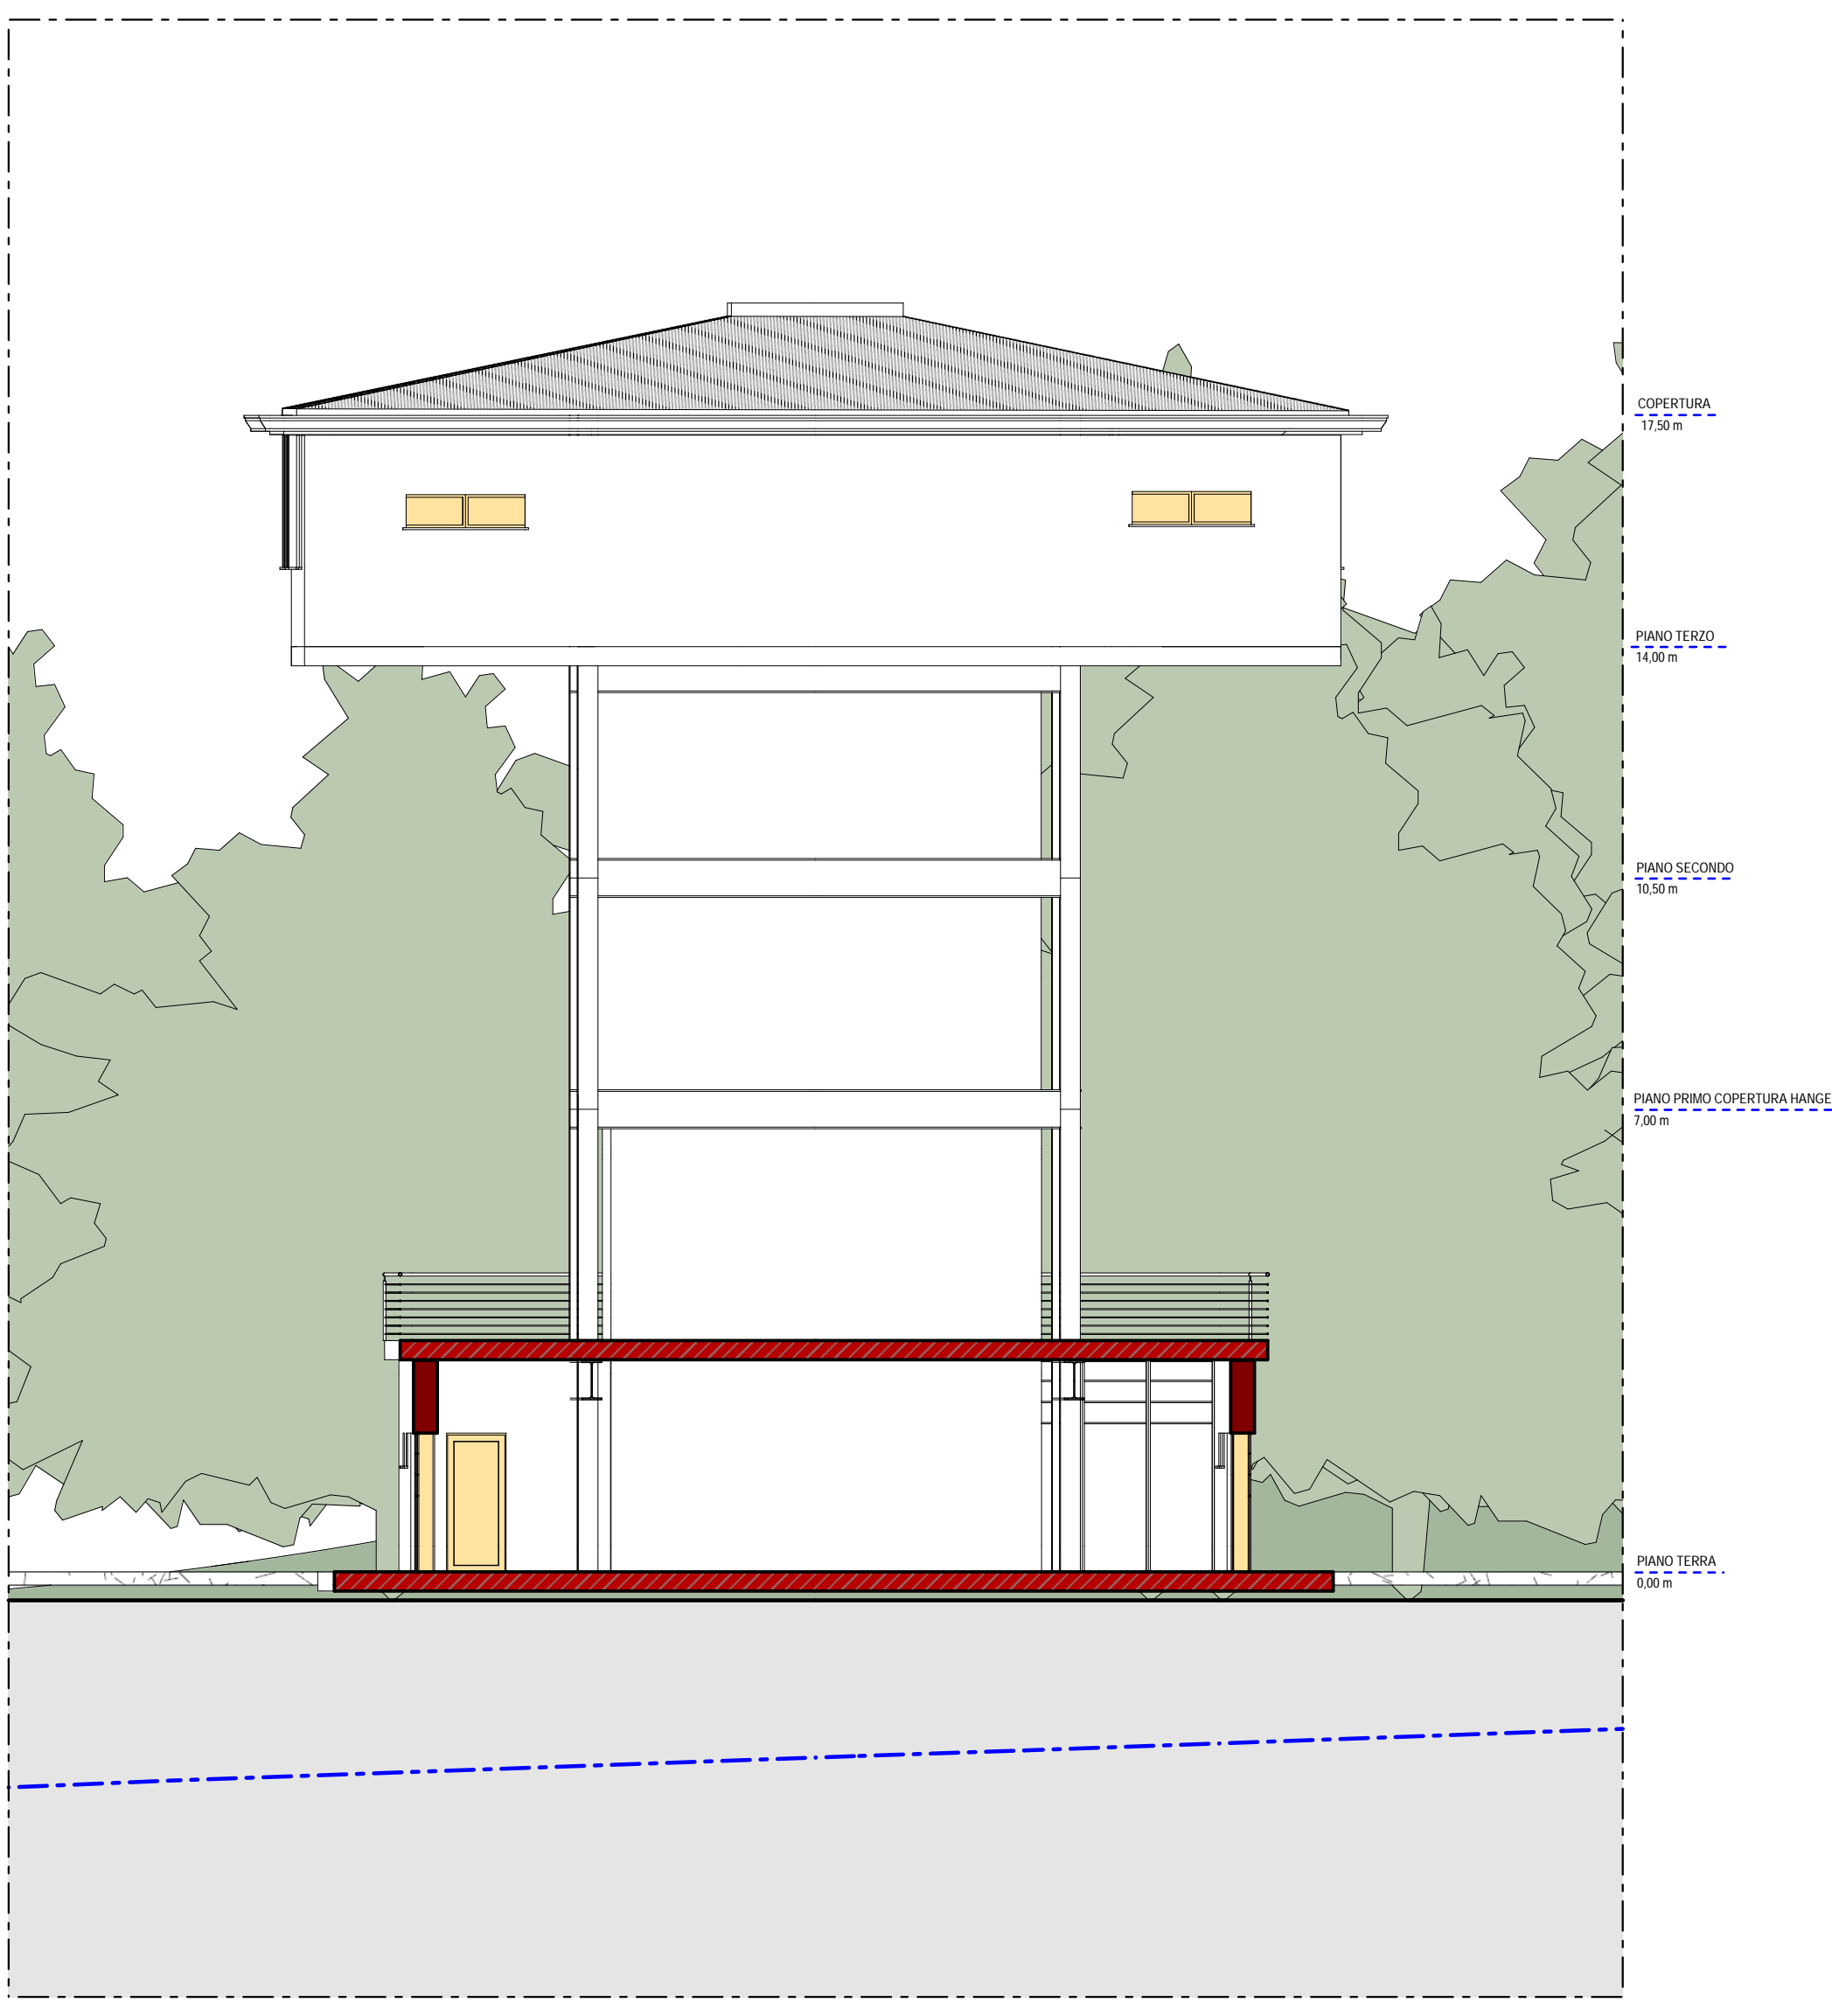 COPERTURA
17,50 m
PIANO TERZO
14,00 m
PIANO SECONDO
10,50 m
PIANO PRIMO COPERTURA HANGE
7,00 m
PIANO TERRA
0,00 m